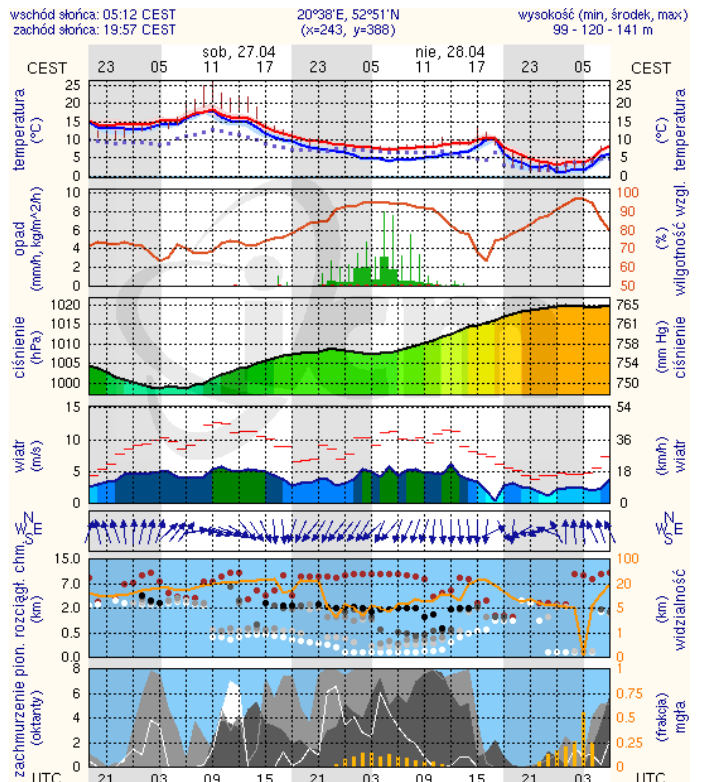 wschód słońca: 05:12 CEST 20°38'E, 52°51'N wysokość (min, środek, max)
zachód słońca: 19:57 CEST (x=243, y=388) 99 - 120 - 141 m
sob, 27.04 nie, 28.04
CEST 23 05 11 17 23 05 11 17 23 05 CEST
temperatura
(°C)
25
20
15
10
5
0
25
20
15
10
5
0
(°C)
temperatura
opad
(mm/h, kg/m^2/h)
10
8
6
4
2
0
100
90
80
70
60
50
(%)
wilgotność wzgl.
ciśnienie
(hPa)
1020
1015
1010
1005
1000
765
761
758
754
750
(mm Hg)
ciśnienie
wiatr
(m/s)
15
10
5
0
54
36
18
0
(km/h)
wiatr
N
W E
S
N
W E
S
pion. rozciągł. chm.
(km)
15.0
7.0
2.0
0.5
0.0
100
20
5
1
0
(km)
widzialność
zachmurzenie
(oktanty)
8
6
4
2
0
1
0.75
0.5
0.25
0
(frakcja)
mgła
UTC 21 03 09 15 21 03 09 15 21 03 UTC